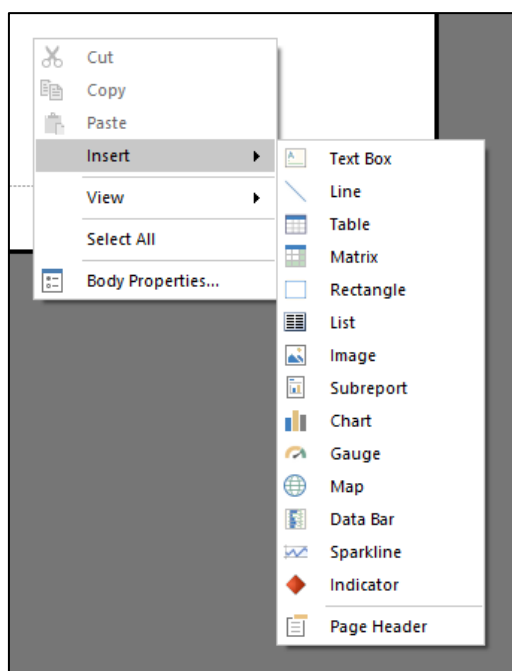 Cut
Copy
Paste
Insert
View
Select All
Body Properties...
Text Box
Line
Table
Matrix
Rectangle
List
Image
Subreport
Chart
Gauge
Map
Data Bar
Sparkline
Indicator
Page Header